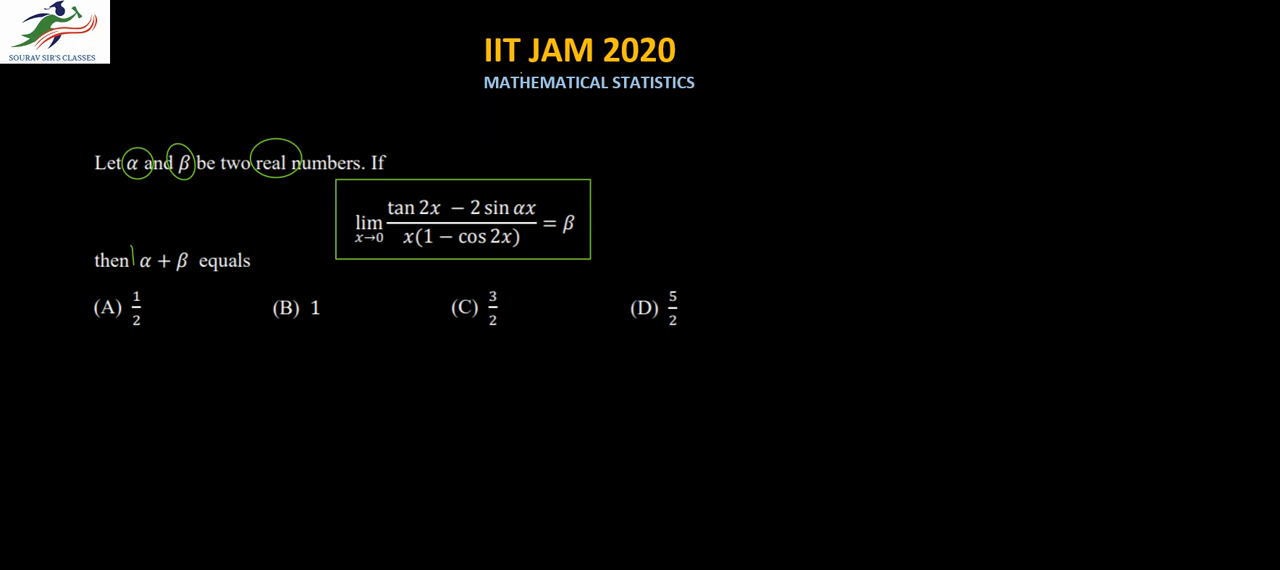 SOURAV SIR'S CLASSES
IIT JAM 2020
MATHEMATICAL STATISTICS
Let α and β be two real numbers. If
lim x→0 (tan 2x − 2 sin αx) / (x(1 − cos 2x)) = β
then α + β equals
(A) 1/2 (B) 1 (C) 3/2 (D) 5/2